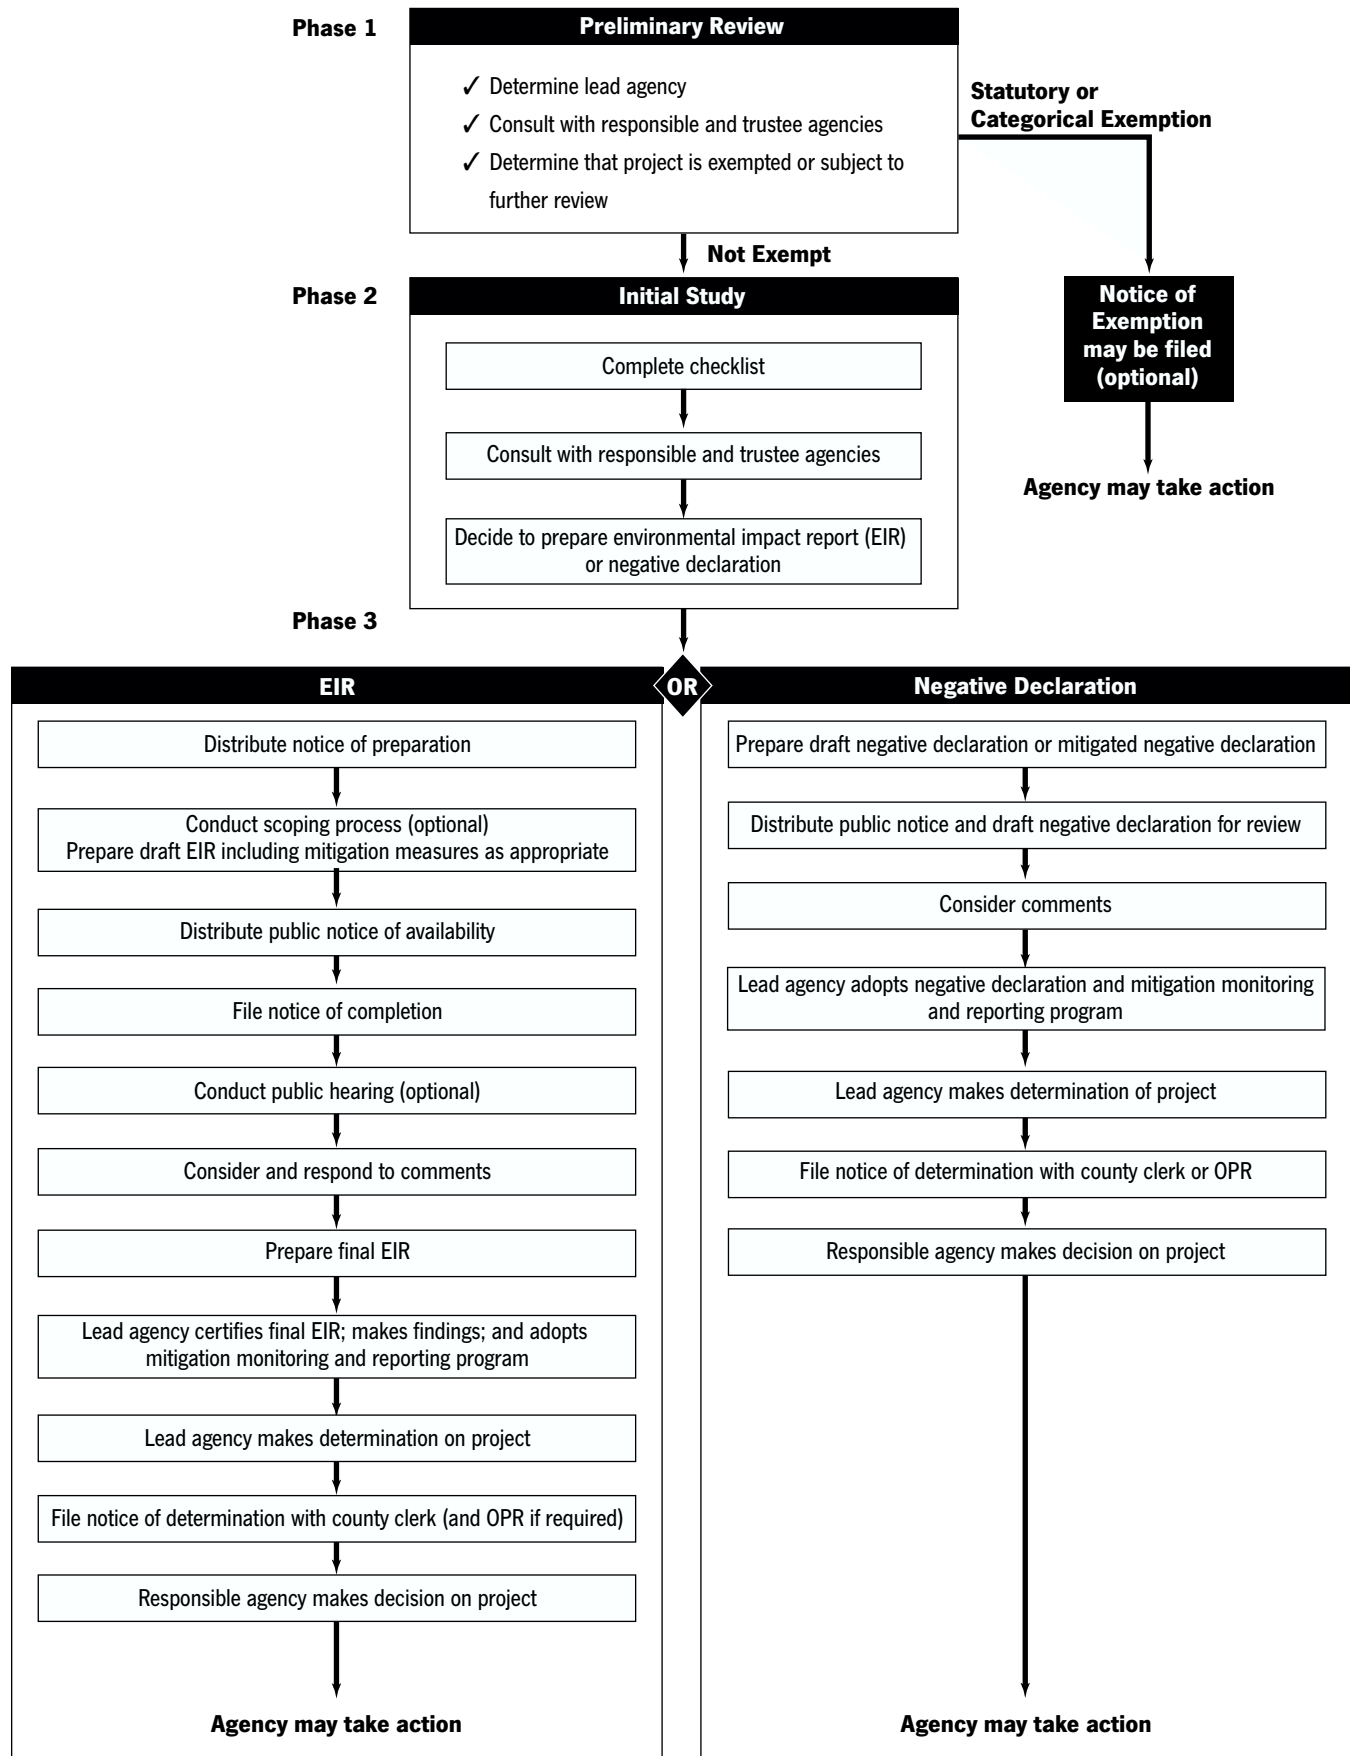 Phase 1
Preliminary Review
✓ Determine lead agency
✓ Consult with responsible and trustee agencies
✓ Determine that project is exempted or subject to
further review
Statutory or
Categorical Exemption
Not Exempt
Notice of
Exemption
may be filed
(optional)
Agency may take action
Phase 2
Initial Study
Complete checklist
Consult with responsible and trustee agencies
Decide to prepare environmental impact report (EIR)
or negative declaration
Phase 3
OR
EIR
Distribute notice of preparation
Conduct scoping process (optional)
Prepare draft EIR including mitigation measures as appropriate
Distribute public notice of availability
File notice of completion
Conduct public hearing (optional)
Consider and respond to comments
Prepare final EIR
Lead agency certifies final EIR; makes findings; and adopts
mitigation monitoring and reporting program
Lead agency makes determination on project
File notice of determination with county clerk (and OPR if required)
Responsible agency makes decision on project
Agency may take action
Negative Declaration
Prepare draft negative declaration or mitigated negative declaration
Distribute public notice and draft negative declaration for review
Consider comments
Lead agency adopts negative declaration and mitigation monitoring
and reporting program
Lead agency makes determination of project
File notice of determination with county clerk or OPR
Responsible agency makes decision on project
Agency may take action